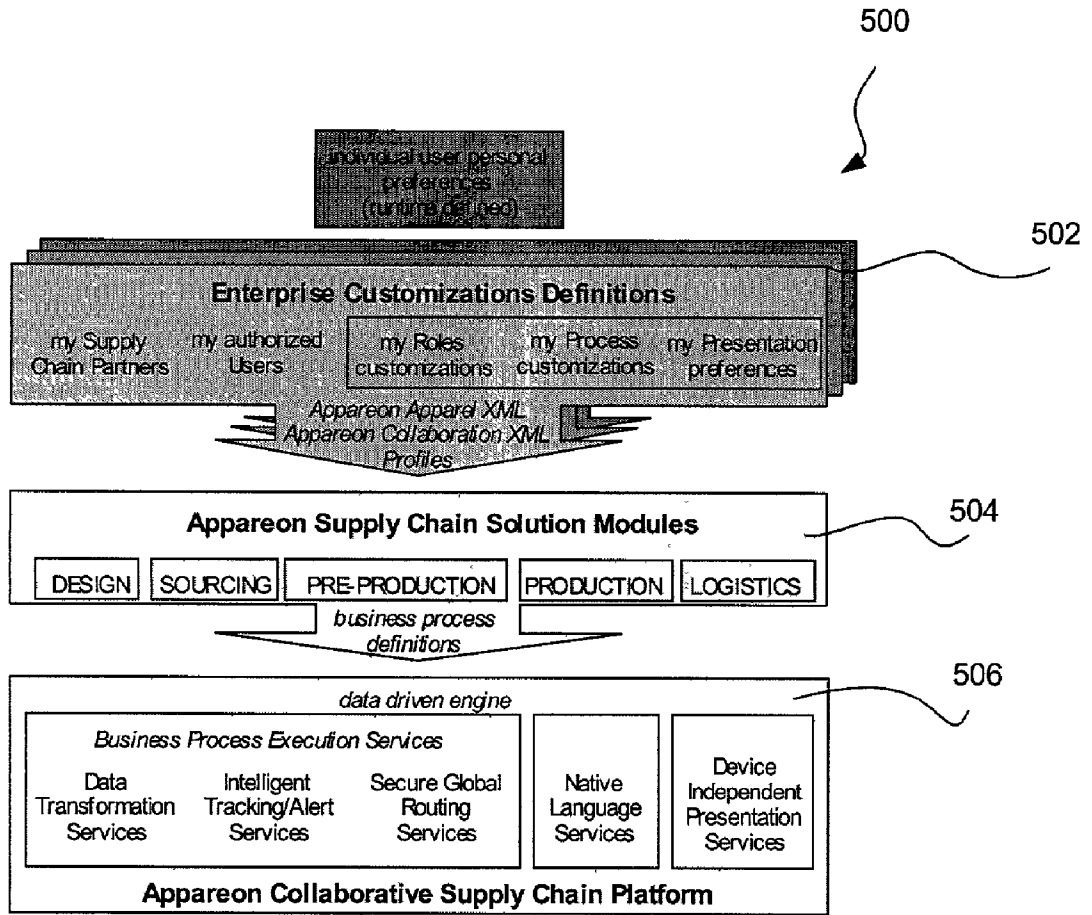 500
individual user personal
preferences
(runtime defined)
502
Enterprise Customizations Definitions
my Supply
Chain Partners
my authorized
Users
my Roles
customizations
my Process
customizations
my Presentation
preferences
Appareon Apparel XML
Appareon Collaboration XML
Profiles
504
Appareon Supply Chain Solution Modules
DESIGN
SOURCING
PRE-PRODUCTION
PRODUCTION
LOGISTICS
business process
definitions
506
data driven engine
Business Process Execution Services
Data
Transformation
Services
Intelligent
Tracking/Alert
Services
Secure Global
Routing
Services
Native
Language
Services
Device
Independent
Presentation
Services
Appareon Collaborative Supply Chain Platform